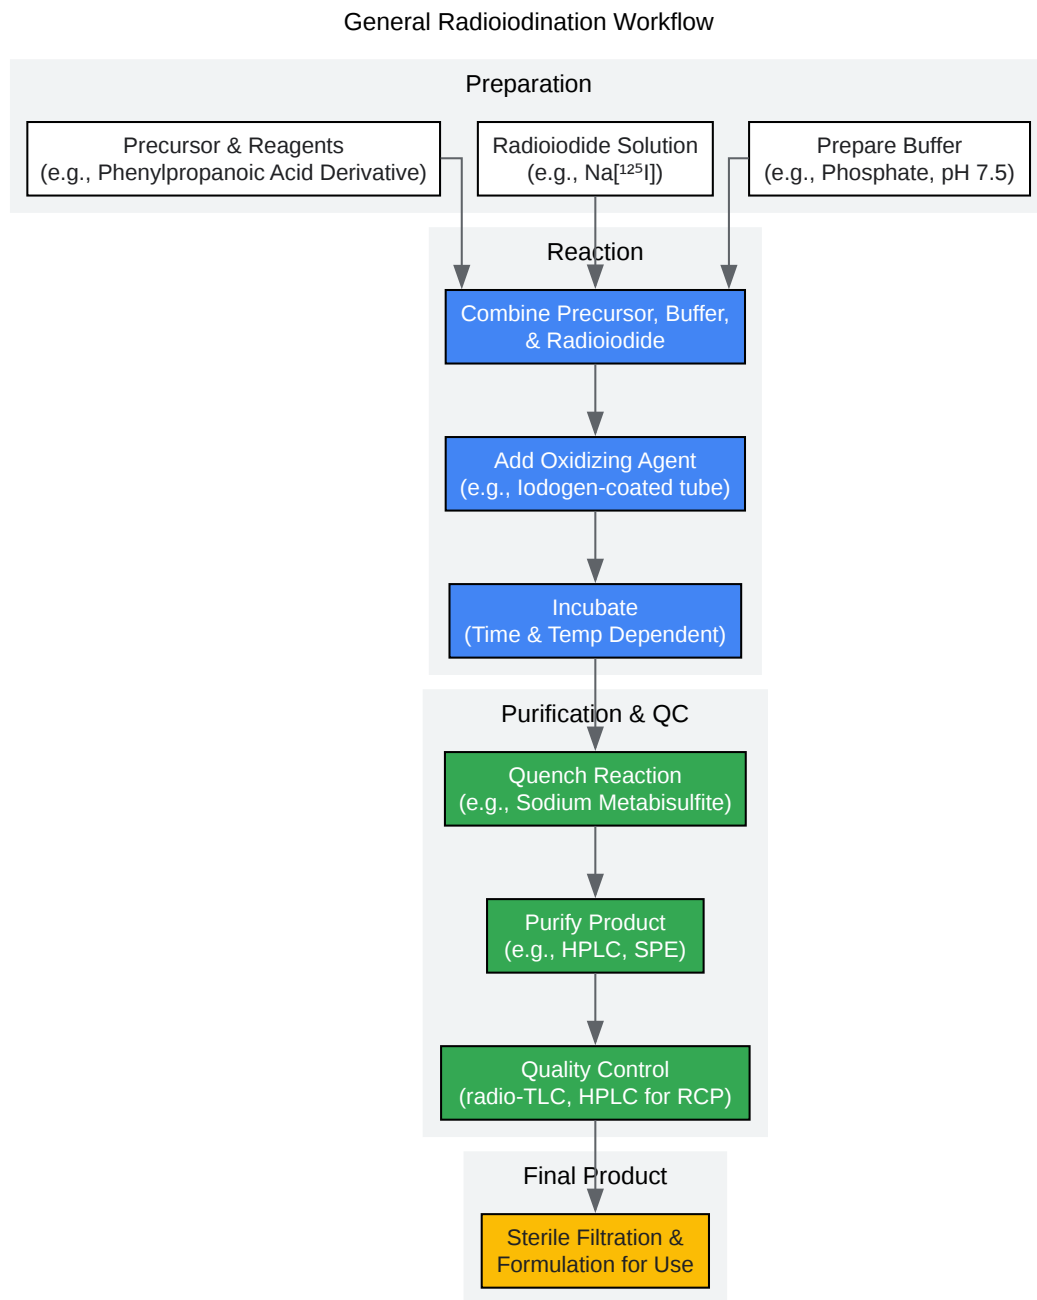 General Radioiodination Workflow
Preparation
Precursor & Reagents
(e.g., Phenylpropanoic Acid Derivative)
Radioiodide Solution
(e.g., Na[¹²⁵I])
Prepare Buffer
(e.g., Phosphate, pH 7.5)
Reaction
Combine Precursor, Buffer,
& Radioiodide
Add Oxidizing Agent
(e.g., Iodogen-coated tube)
Incubate
(Time & Temp Dependent)
Purification & QC
Quench Reaction
(e.g., Sodium Metabisulfite)
Purify Product
(e.g., HPLC, SPE)
Quality Control
(radio-TLC, HPLC for RCP)
Final Product
Sterile Filtration &
Formulation for Use